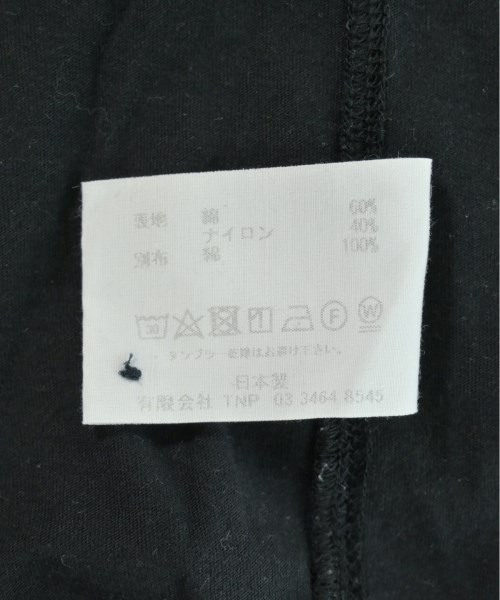 表地 綿 60%
ナイロン 40%
別布 綿 100%
30 F W
タンブラー乾燥はお避け下さい。
日本製
有限会社 TNP 03 3464 8545